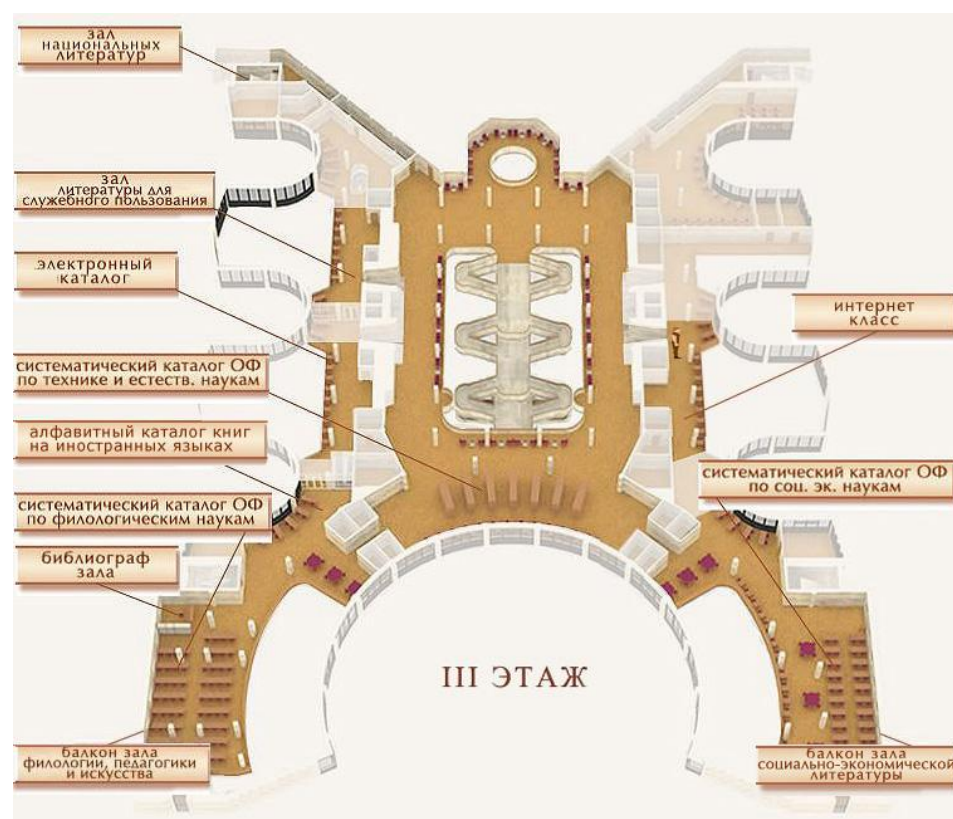 зал
национальных
литератур
зал
литературы для
служебного пользования
электронный
каталог
систематический каталог ОФ
по технике и естеств. наукам
алфавитный каталог книг
на иностранных языках
систематический каталог ОФ
по филологическим наукам
библиограф
зала
балкон зала
филологии, педагогики
и искусства
интернет
класс
систематический каталог ОФ
по соц. эк. наукам
балкон зала
социально-экономической
литературы
III ЭТАЖ